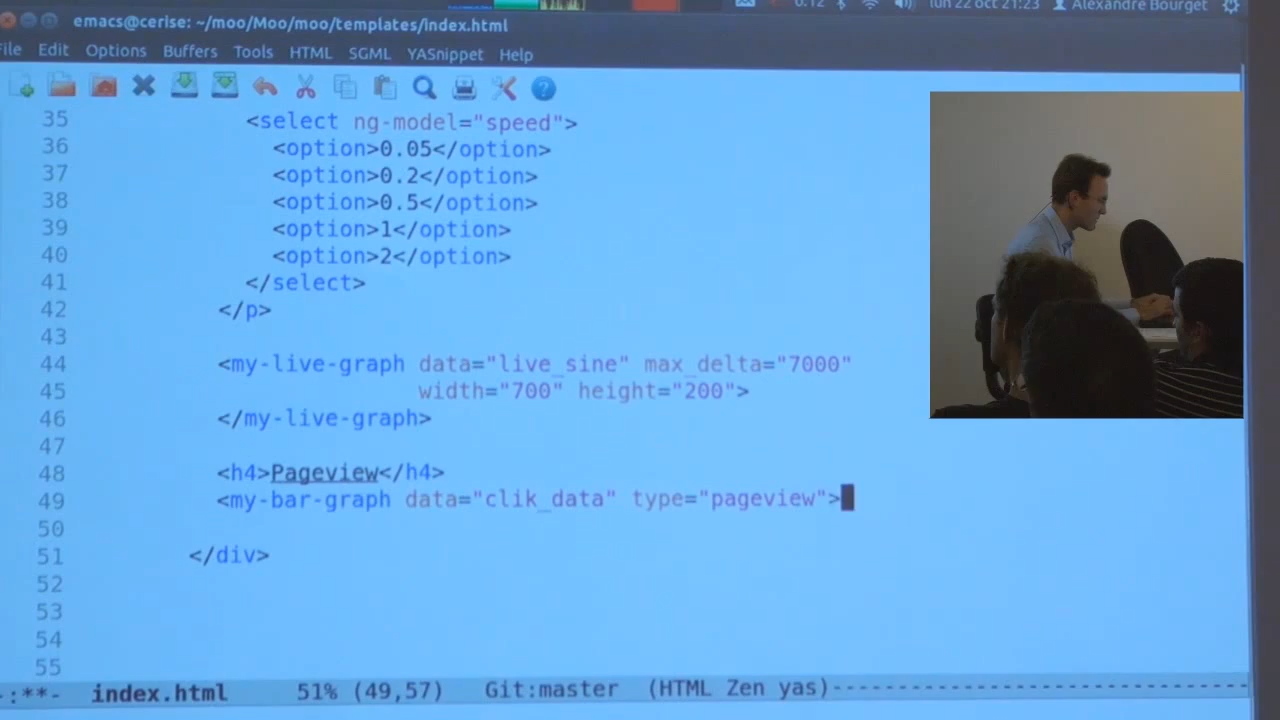 emacs@cerise: ~/moo/Moo/moo/templates/index.html
0.12 lun 22 oct 21:23 Alexandre Bourget
File Edit Options Buffers Tools HTML SGML YASnippet Help
35 <select ng-model="speed">
36 <option>0.05</option>
37 <option>0.2</option>
38 <option>0.5</option>
39 <option>1</option>
40 <option>2</option>
41 </select>
42 </p>
43
44 <my-live-graph data="live_sine" max_delta="7000"
45 width="700" height="200">
46 </my-live-graph>
47
48 <h4>Pageview</h4>
49 <my-bar-graph data="clik_data" type="pageview">
50
51 </div>
52
53
54
55
-:**- index.html 51% (49,57) Git:master (HTML Zen yas)----------------------------------